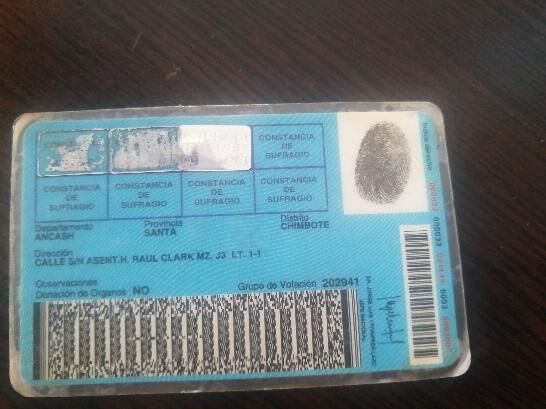 CONSTANCIA DE SUFRAGIO
CONSTANCIA DE SUFRAGIO
CONSTANCIA DE SUFRAGIO
CONSTANCIA DE SUFRAGIO
CONSTANCIA DE SUFRAGIO
Departamento Provincia Distrito
ANCASH SANTA CHIMBOTE
Dirección
CALLE S/N ASENT.H. RAUL CLARK MZ. J3 LT. 1-1
Observaciones Grupo de Votación 202941
Donación de Organos NO
Indice derecho